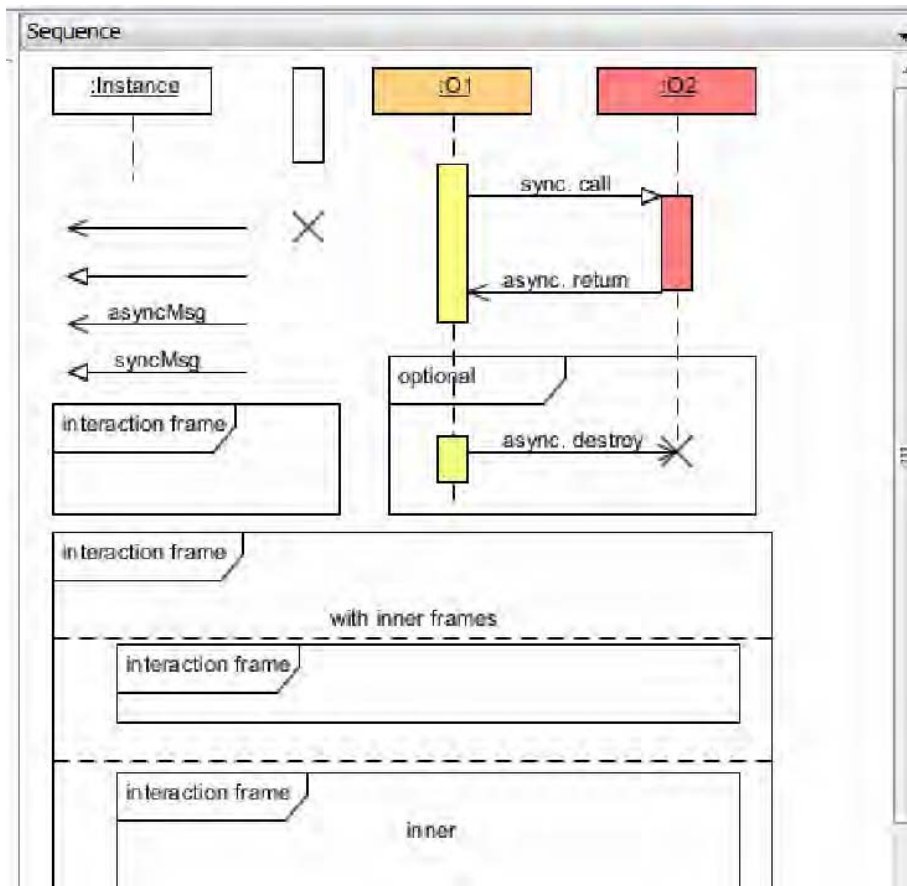 Sequence
:Instance
:O1
:O2
sync. call
async. return
asyncMsg
syncMsg
optional
interaction frame
async. destroy
interaction frame
with inner frames
interaction frame
interaction frame
inner